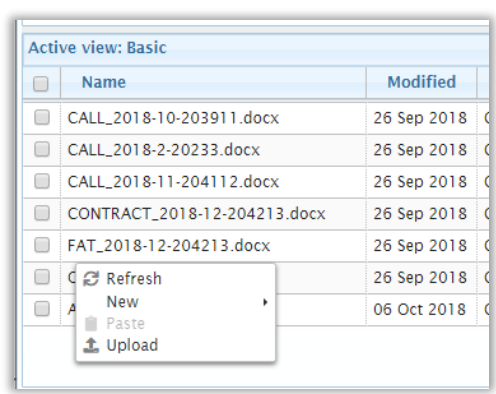 Active view: Basic
Name Modified
CALL_2018-10-203911.docx 26 Sep 2018
CALL_2018-2-20233.docx 26 Sep 2018
CALL_2018-11-204112.docx 26 Sep 2018
CONTRACT_2018-12-204213.docx 26 Sep 2018
FAT_2018-12-204213.docx 26 Sep 2018
26 Sep 2018
06 Oct 2018
Refresh
New
Paste
Upload